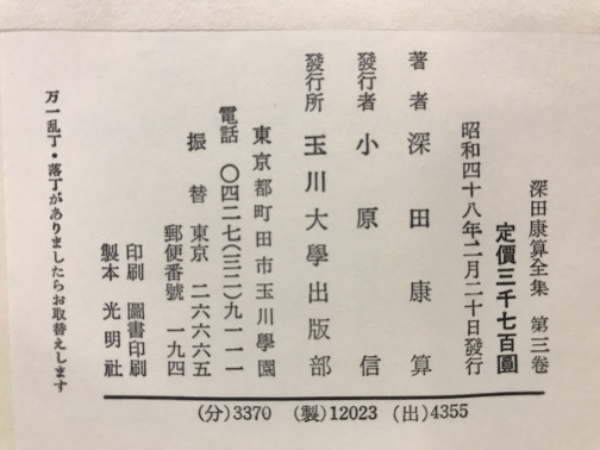 深田康算全集 第三卷
定價三千七百圓
昭和四十八年二月二十日發行
著者 深田康算
發行者 小原信
發行所 玉川大學出版部
東京都町田市玉川學園
電話 〇四二七(三二)九一一一
振替 東京 二六六六五
郵便番號 一九四
印刷 圖書印刷
製本 光明社
万一乱丁・落丁がありましたらお取替えします
(分)3370 (製)12023 (出)4355